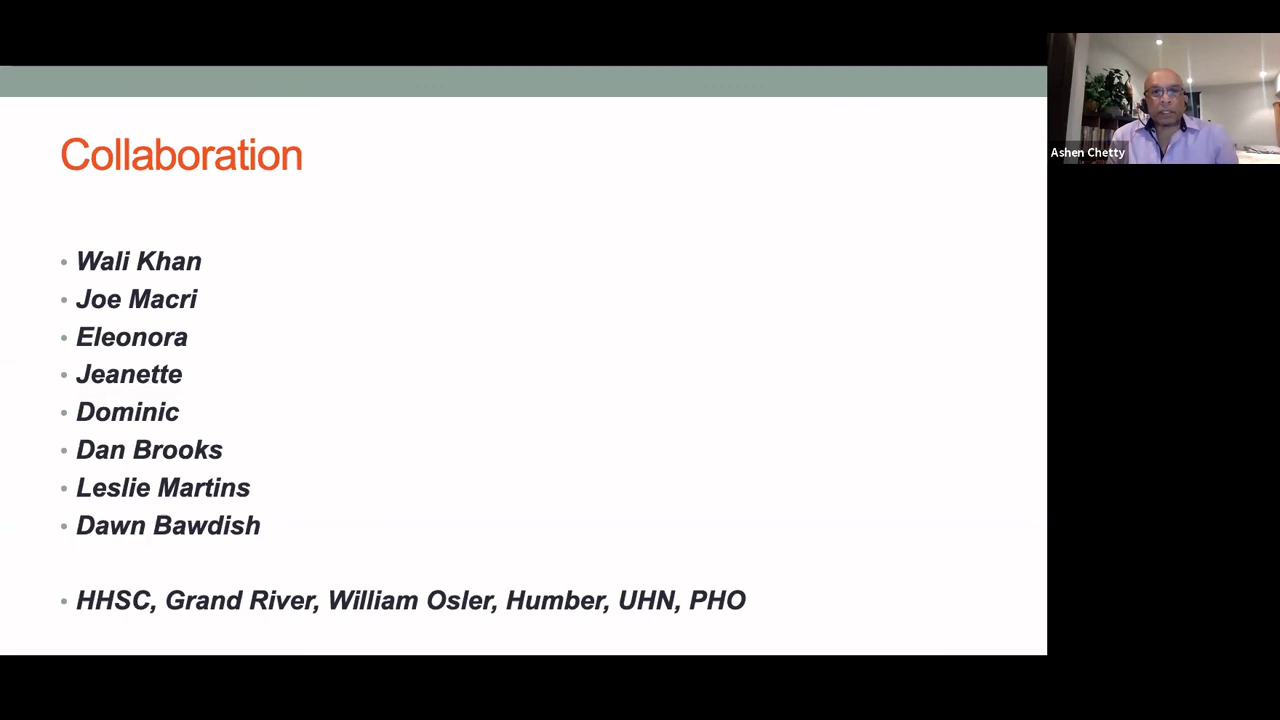 Collaboration
Wali Khan
Joe Macri
Eleonora
Jeanette
Dominic
Dan Brooks
Leslie Martins
Dawn Bawdish
HHSC, Grand River, William Osler, Humber, UHN, PHO
Ashen Chetty